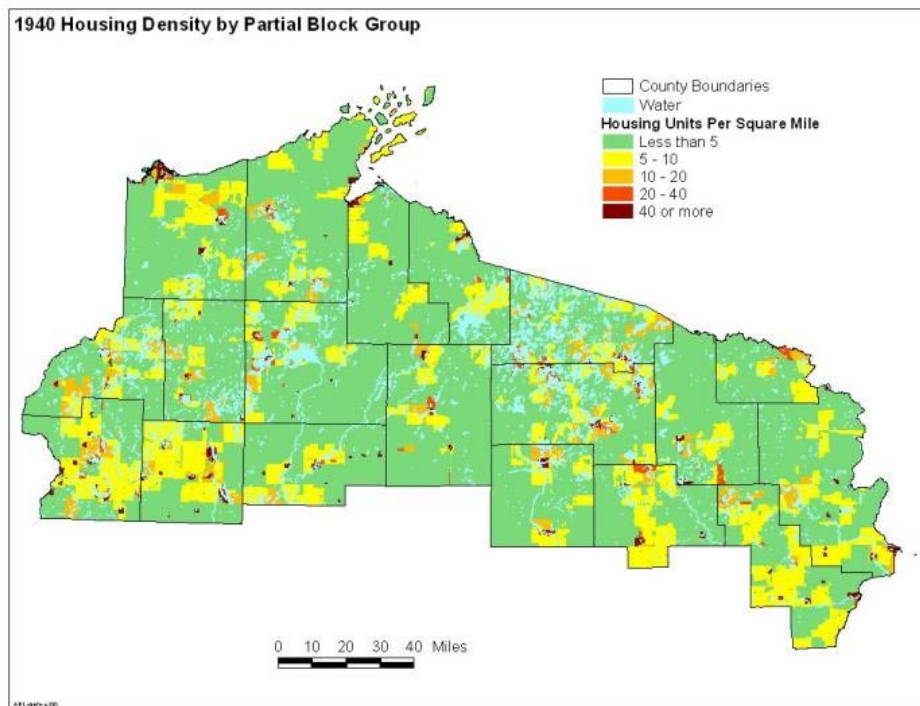 1940 Housing Density by Partial Block Group
County Boundaries
Water
Housing Units Per Square Mile
Less than 5
5 - 10
10 - 20
20 - 40
40 or more
0 10 20 30 40 Miles